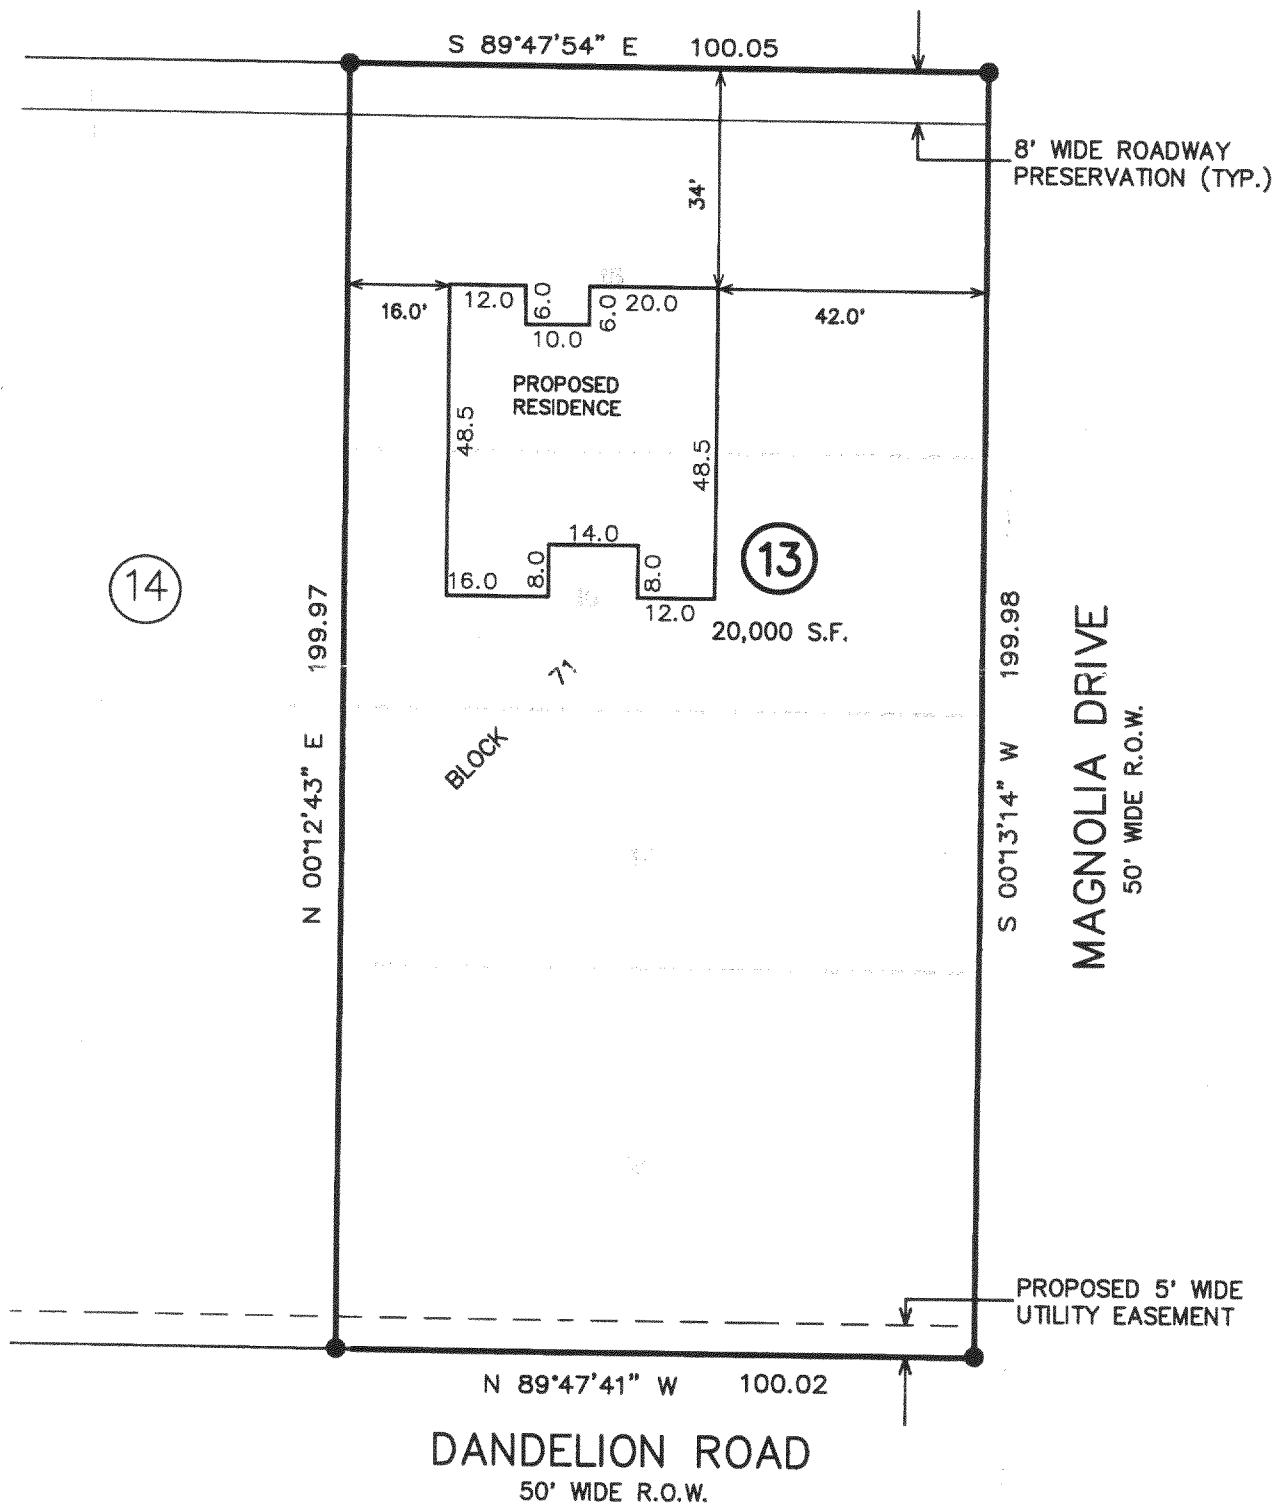 S 89°47'54" E 100.05
8' WIDE ROADWAY
PRESERVATION (TYP.)
34'
16.0'
12.0
6.0
10.0
6.0
20.0
42.0'
PROPOSED
RESIDENCE
48.5
48.5
14.0
16.0
8.0
8.0
12.0
13
20,000 S.F.
14
BLOCK 71
N 00°12'43" E 199.97
S 00°13'14" W 199.98
MAGNOLIA DRIVE
50' WIDE R.O.W.
PROPOSED 5' WIDE
UTILITY EASEMENT
N 89°47'41" W 100.02
DANDELION ROAD
50' WIDE R.O.W.